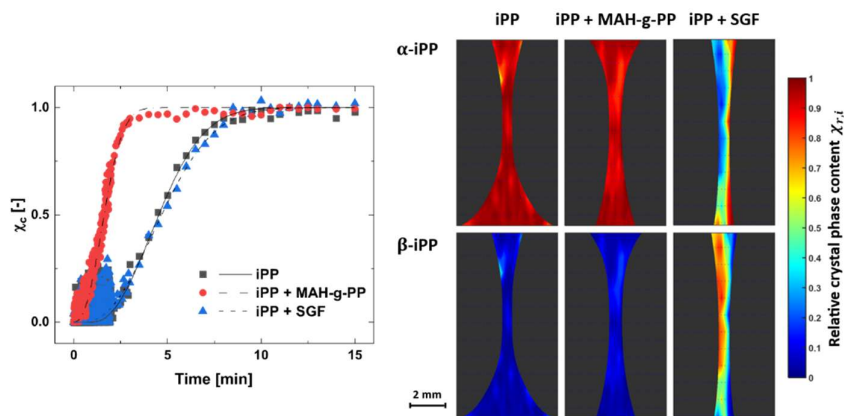 iPP
iPP + MAH-g-PP
iPP + SGF
α-iPP
β-iPP
2 mm
1
0.9
0.8
0.7
0.6
0.5
0.4
0.3
0.2
0.1
0
Relative crystal phase content χr,i
1.0
0.5
0.0
χc [-]
iPP
iPP + MAH-g-PP
iPP + SGF
0
5
10
15
Time [min]